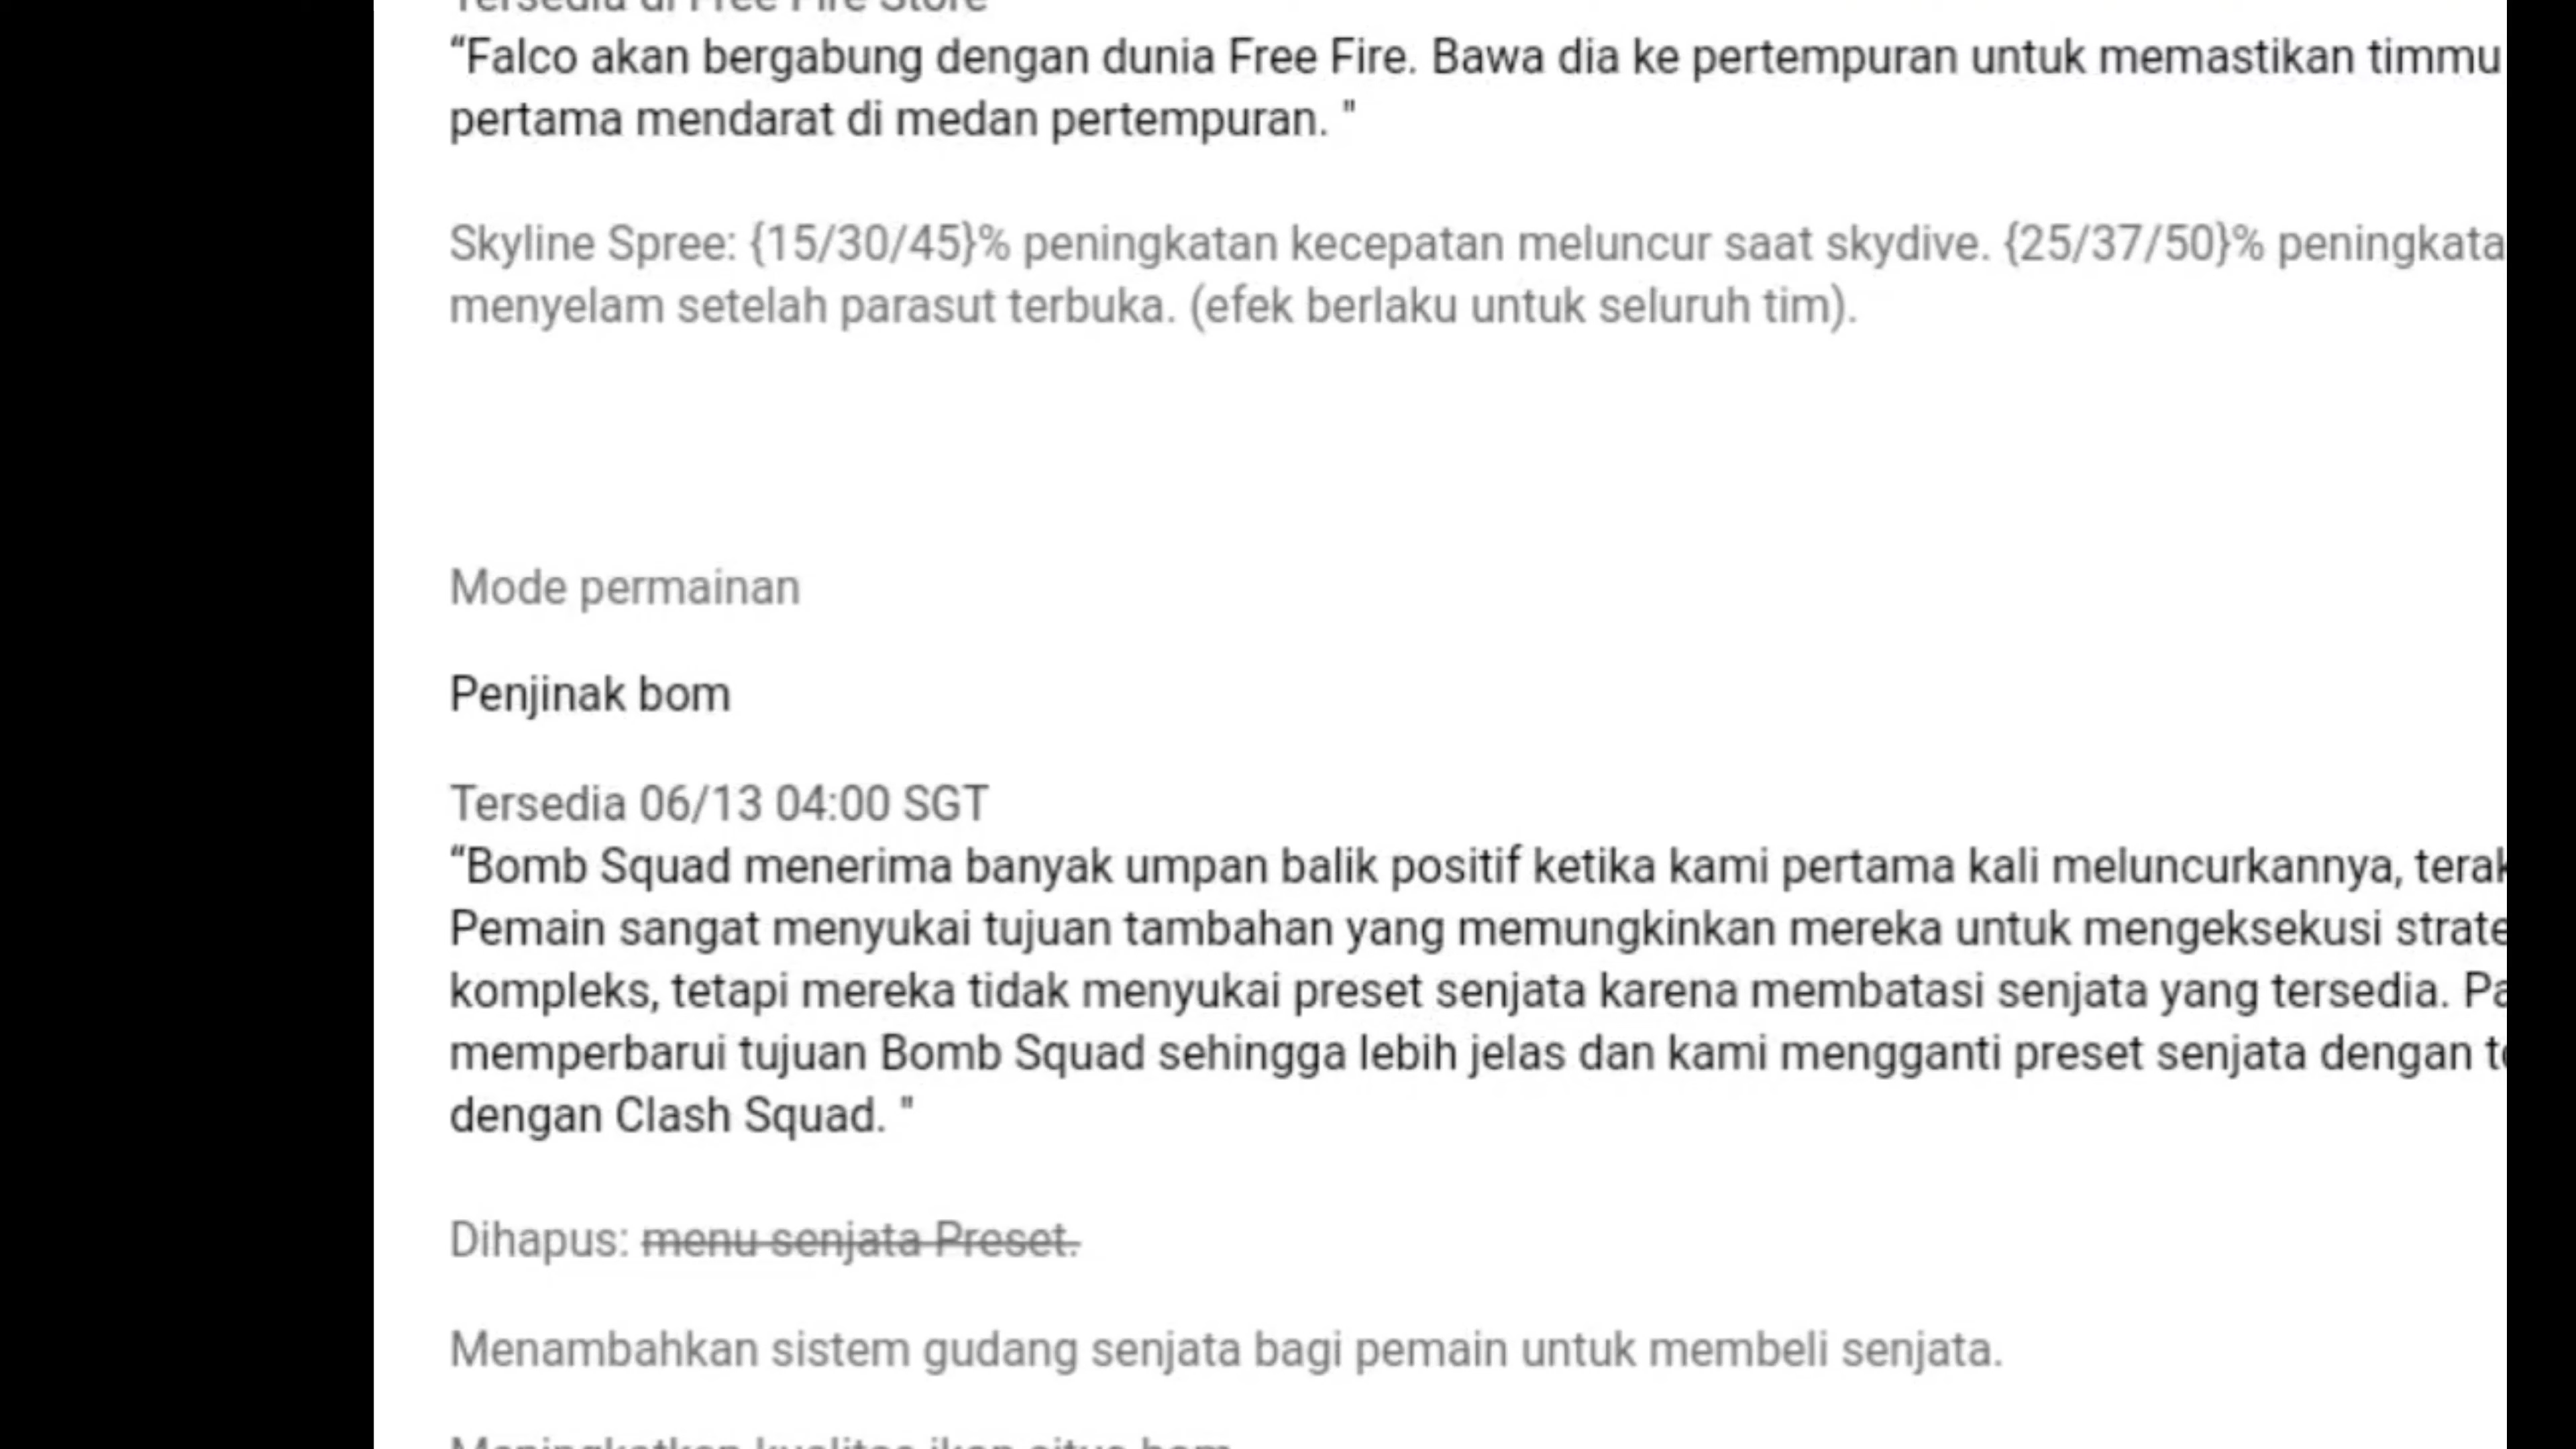 Tersedia di Free Fire Store
“Falco akan bergabung dengan dunia Free Fire. Bawa dia ke pertempuran untuk memastikan timmu
pertama mendarat di medan pertempuran. "
Skyline Spree: {15/30/45}% peningkatan kecepatan meluncur saat skydive. {25/37/50}% peningkata
menyelam setelah parasut terbuka. (efek berlaku untuk seluruh tim).
Mode permainan
Penjinak bom
Tersedia 06/13 04:00 SGT
“Bomb Squad menerima banyak umpan balik positif ketika kami pertama kali meluncurkannya,
Pemain sangat menyukai tujuan tambahan yang memungkinkan mereka untuk mengeksekusi strate
kompleks, tetapi mereka tidak menyukai preset senjata karena membatasi senjata yang tersedia.
memperbarui tujuan Bomb Squad sehingga lebih jelas dan kami mengganti preset senjata dengan
dengan Clash Squad. "
Dihapus: menu senjata Preset.
Menambahkan sistem gudang senjata bagi pemain untuk membeli senjata.